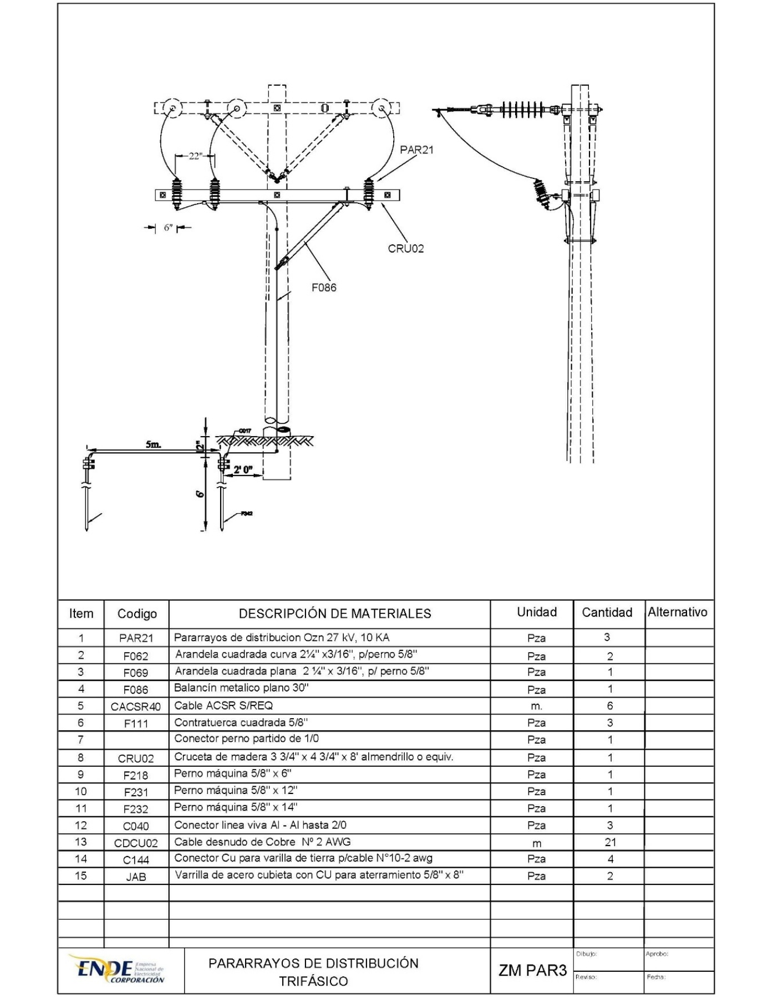 PAR21
22"
6"
CRU02
F086
C017
5m.
12"
2' 0"
6'
F342
Item Codigo DESCRIPCIÓN DE MATERIALES Unidad Cantidad Alternativo
1 PAR21 Pararrayos de distribucion Ozn 27 kV, 10 KA Pza 3
2 F062 Arandela cuadrada curva 2¼" x3/16", p/perno 5/8" Pza 2
3 F069 Arandela cuadrada plana 2 ¼" x 3/16", p/ perno 5/8" Pza 1
4 F086 Balancín metalico plano 30" Pza 1
5 CACSR40 Cable ACSR S/REQ m. 6
6 F111 Contratuerca cuadrada 5/8" Pza 3
7 Conector perno partido de 1/0 Pza 1
8 CRU02 Cruceta de madera 3 3/4" x 4 3/4" x 8' almendrillo o equiv. Pza 1
9 F218 Perno máquina 5/8" x 6" Pza 1
10 F231 Perno máquina 5/8" x 12" Pza 1
11 F232 Perno máquina 5/8" x 14" Pza 1
12 C040 Conector linea viva Al - Al hasta 2/0 Pza 3
13 CDCU02 Cable desnudo de Cobre Nº 2 AWG m 21
14 C144 Conector Cu para varilla de tierra p/cable N°10-2 awg Pza 4
15 JAB Varrilla de acero cubieta con CU para aterramiento 5/8" x 8" Pza 2
ENDE Empresa Nacional de Electricidad
CORPORACIÓN
PARARRAYOS DE DISTRIBUCIÓN
TRIFÁSICO
ZM PAR3
Dibujo: Aprobo:
Reviso: Fecha: